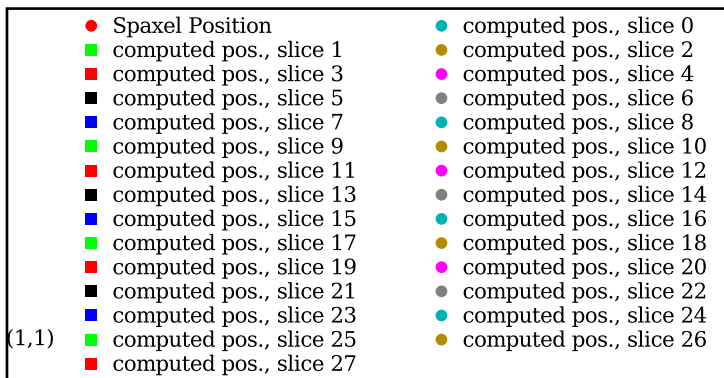 Spaxel Position computed pos., slice 0
computed pos., slice 1 computed pos., slice 2
computed pos., slice 3 computed pos., slice 4
computed pos., slice 5 computed pos., slice 6
computed pos., slice 7 computed pos., slice 8
computed pos., slice 9 computed pos., slice 10
computed pos., slice 11 computed pos., slice 12
computed pos., slice 13 computed pos., slice 14
computed pos., slice 15 computed pos., slice 16
computed pos., slice 17 computed pos., slice 18
computed pos., slice 19 computed pos., slice 20
computed pos., slice 21 computed pos., slice 22
computed pos., slice 23 computed pos., slice 24
(1,1) computed pos., slice 25 computed pos., slice 26
computed pos., slice 27